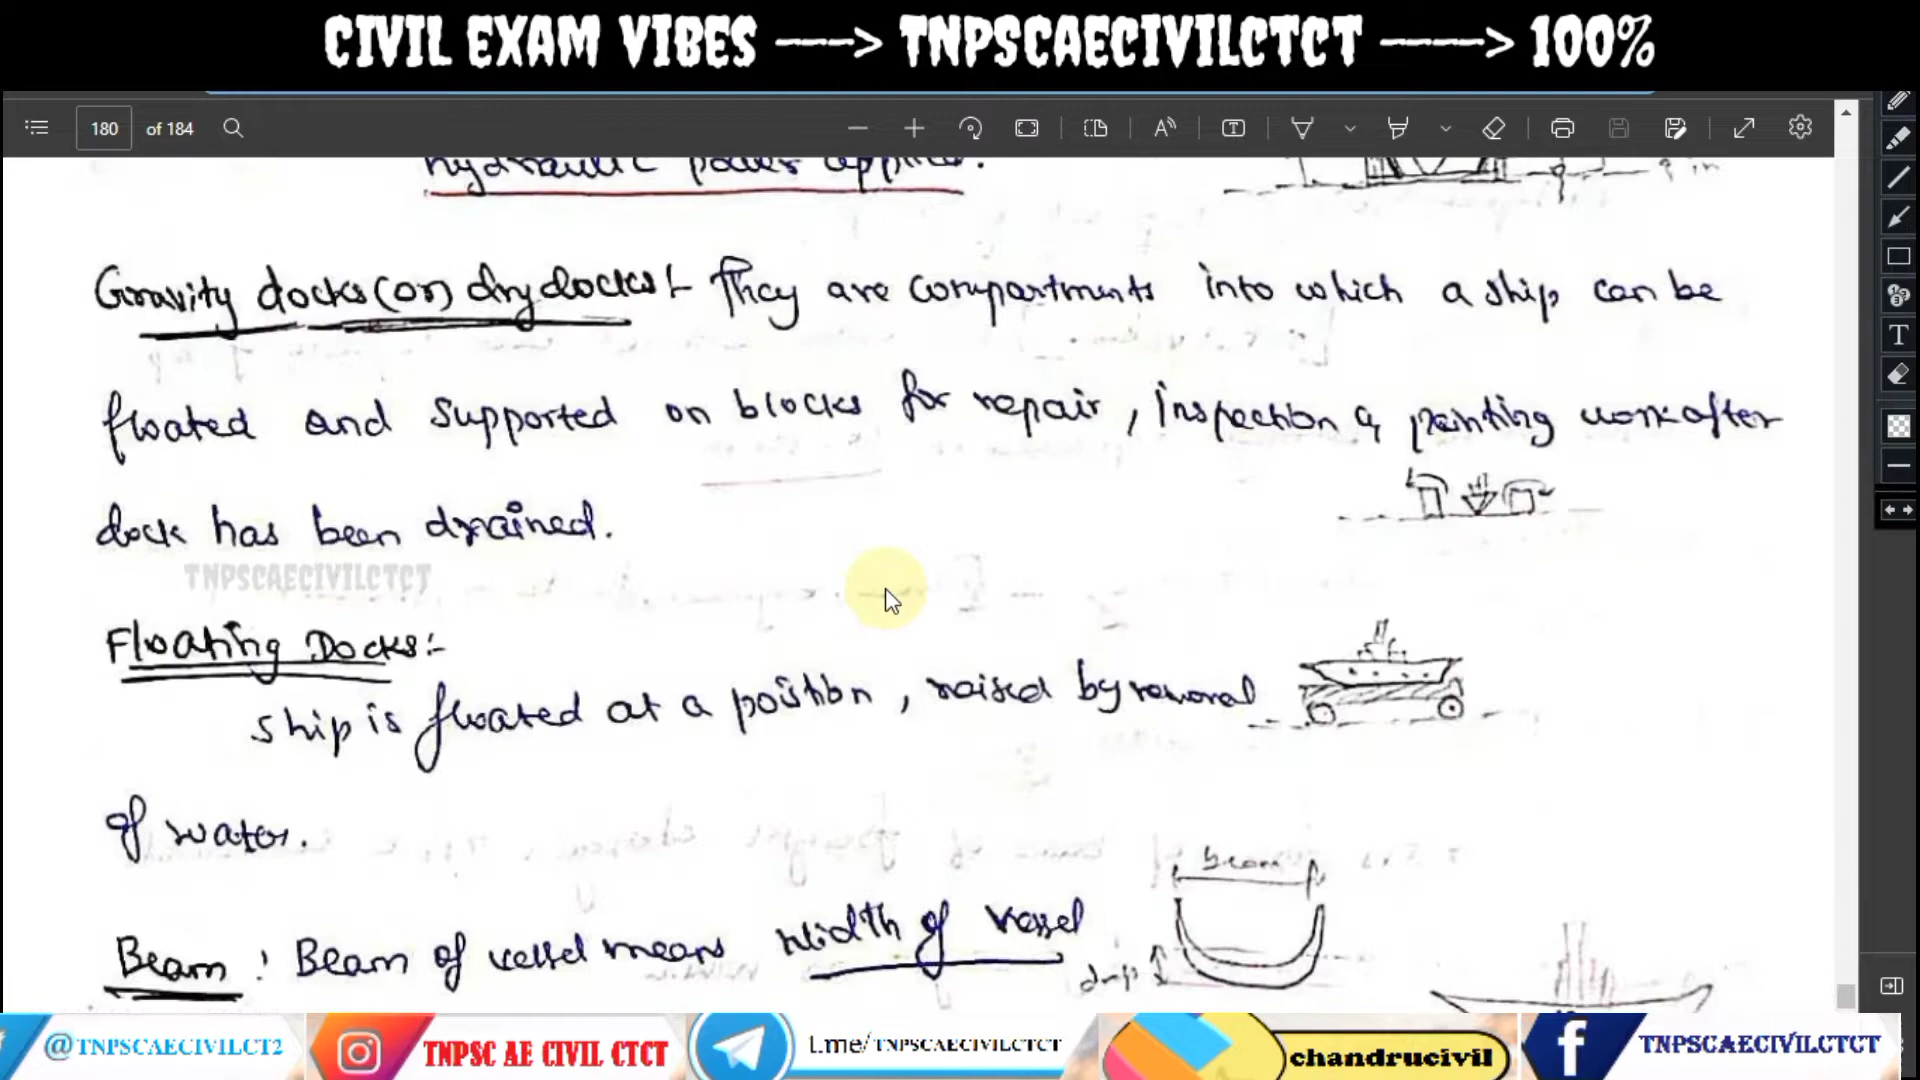 CIVIL EXAM VIBES ---> TNPSCAECIVILCTCT ----> 100%
180 of 184
hydraulic power applied.
Gravity docks (or) dry docks:- They are compartments into which a ship can be
floated and supported on blocks for repair, inspection & painting work after
dock has been drained.
TNPSCAECIVILCTCT
Floating Docks:-
ship is floated at a position, raised by removal
of water.
beam
Beam : Beam of vessel means width of vessel
@TNPSCAECIVILCT2
TNPSC AE CIVIL CTCT
t.me/TNPSCAECIVILCTCT
chandrucivil
TNPSCAECIVILCTCT